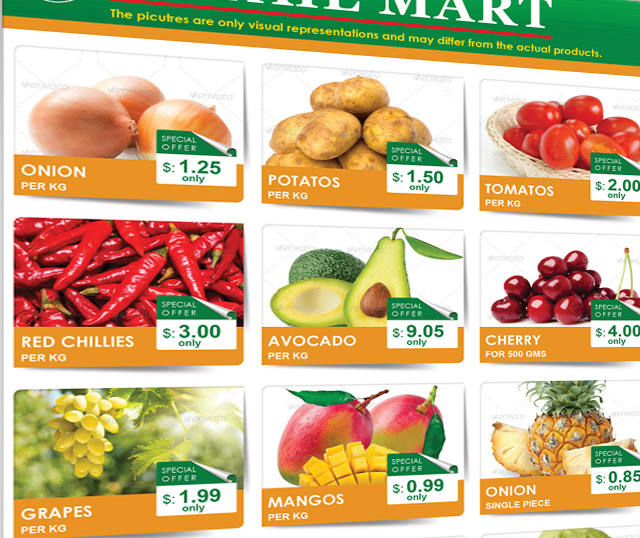 MART
The picutres are only visual representations and may differ from the actual products.
SPECIAL
OFFER
ONION
PER KG
$: 1.25
only
SPECIAL
OFFER
POTATOS
PER KG
$: 1.50
only
SPECIAL
OFFER
TOMATOS
PER KG
$: 2.00
only
SPECIAL
OFFER
RED CHILLIES
PER KG
$: 3.00
only
SPECIAL
OFFER
AVOCADO
PER KG
$: 9.05
only
SPECIAL
OFFER
CHERRY
FOR 500 GMS
$: 4.00
only
SPECIAL
OFFER
GRAPES
PER KG
$: 1.99
only
SPECIAL
OFFER
MANGOS
PER KG
$: 0.99
only
SPECIAL
OFFER
ONION
SINGLE PIECE
$: 0.85
only